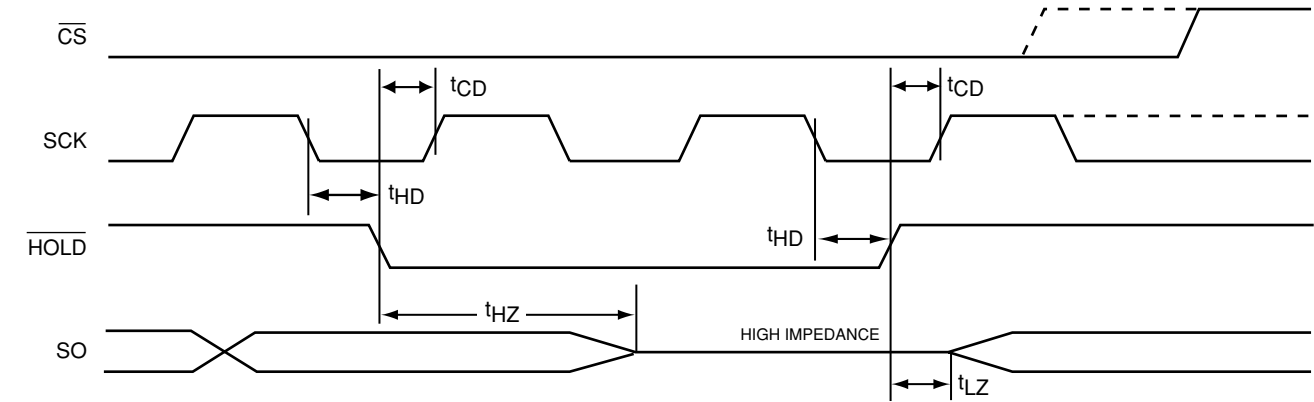 CS
tCD
tCD
SCK
tHD
HOLD
tHD
tHZ
HIGH IMPEDANCE
SO
tLZ